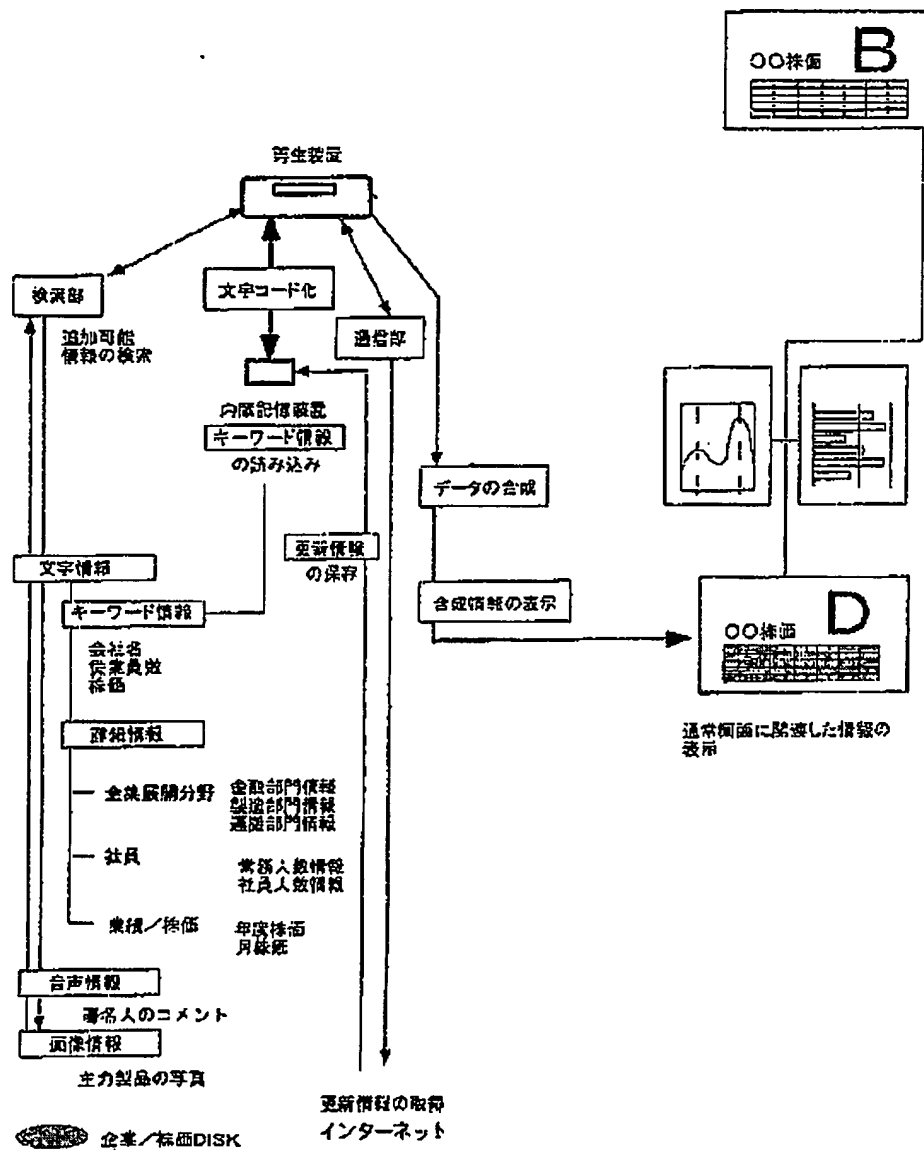 〇〇株価 B
再生装置
検索部
文字コード化
追加可能
情報の検索
通信部
内蔵記憶装置
キーワード情報
の読み込み
データの合成
文字情報
更新情報
の保存
キーワード情報
合成情報の表示
〇〇株価 D
会社名
従業員数
株価
通常画面に関連した情報の
表示
詳細情報
企業展開分野
金融部門情報
製造部門情報
運送部門情報
社員
業務人数情報
社員人数情報
業績／株価
年度株価
月株価
音声情報
著名人のコメント
画像情報
主力製品の写真
更新情報の取得
インターネット
企業／株価DISK